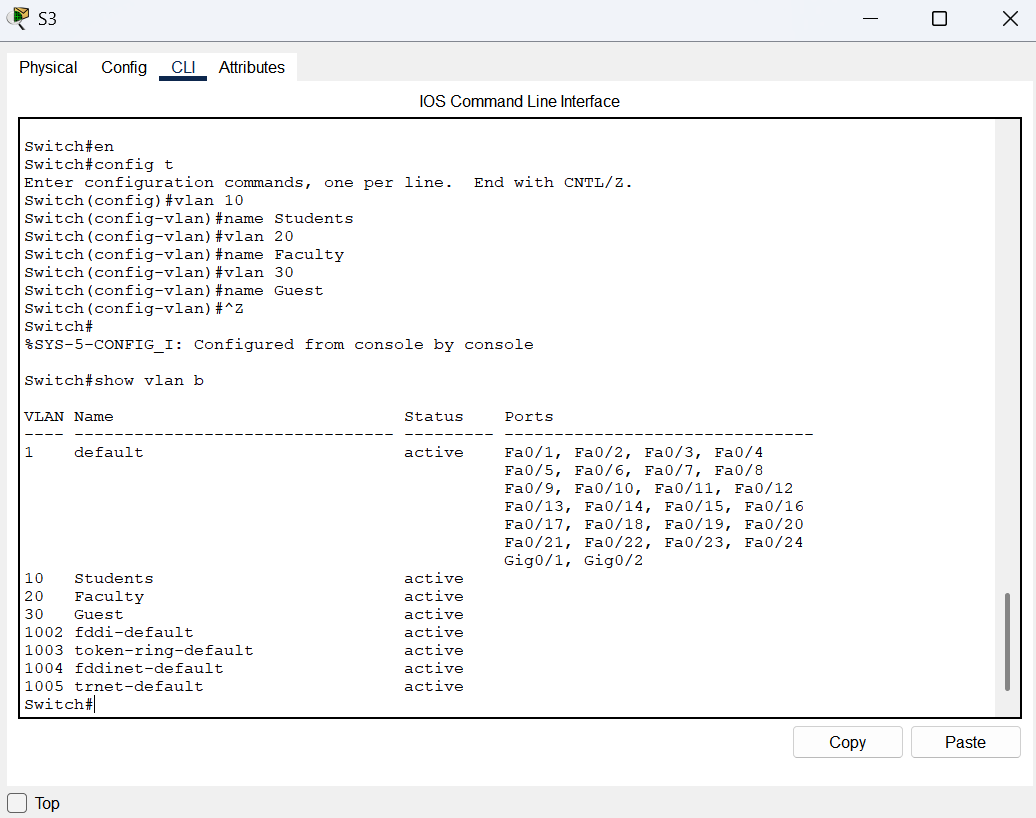 S3
Physical Config CLI Attributes
IOS Command Line Interface
Switch#en
Switch#config t
Enter configuration commands, one per line.  End with CNTL/Z.
Switch(config)#vlan 10
Switch(config-vlan)#name Students
Switch(config-vlan)#vlan 20
Switch(config-vlan)#name Faculty
Switch(config-vlan)#vlan 30
Switch(config-vlan)#name Guest
Switch(config-vlan)#^Z
Switch#
%SYS-5-CONFIG_I: Configured from console by console
Switch#show vlan b
VLAN Name                             Status    Ports
---- -------------------------------- --------- -------------------------------
1    default                          active    Fa0/1, Fa0/2, Fa0/3, Fa0/4
                                                Fa0/5, Fa0/6, Fa0/7, Fa0/8
                                                Fa0/9, Fa0/10, Fa0/11, Fa0/12
                                                Fa0/13, Fa0/14, Fa0/15, Fa0/16
                                                Fa0/17, Fa0/18, Fa0/19, Fa0/20
                                                Fa0/21, Fa0/22, Fa0/23, Fa0/24
                                                Gig0/1, Gig0/2
10   Students                         active
20   Faculty                          active
30   Guest                            active
1002 fddi-default                     active
1003 token-ring-default               active
1004 fddinet-default                  active
1005 trnet-default                    active
Switch#
Copy Paste
Top